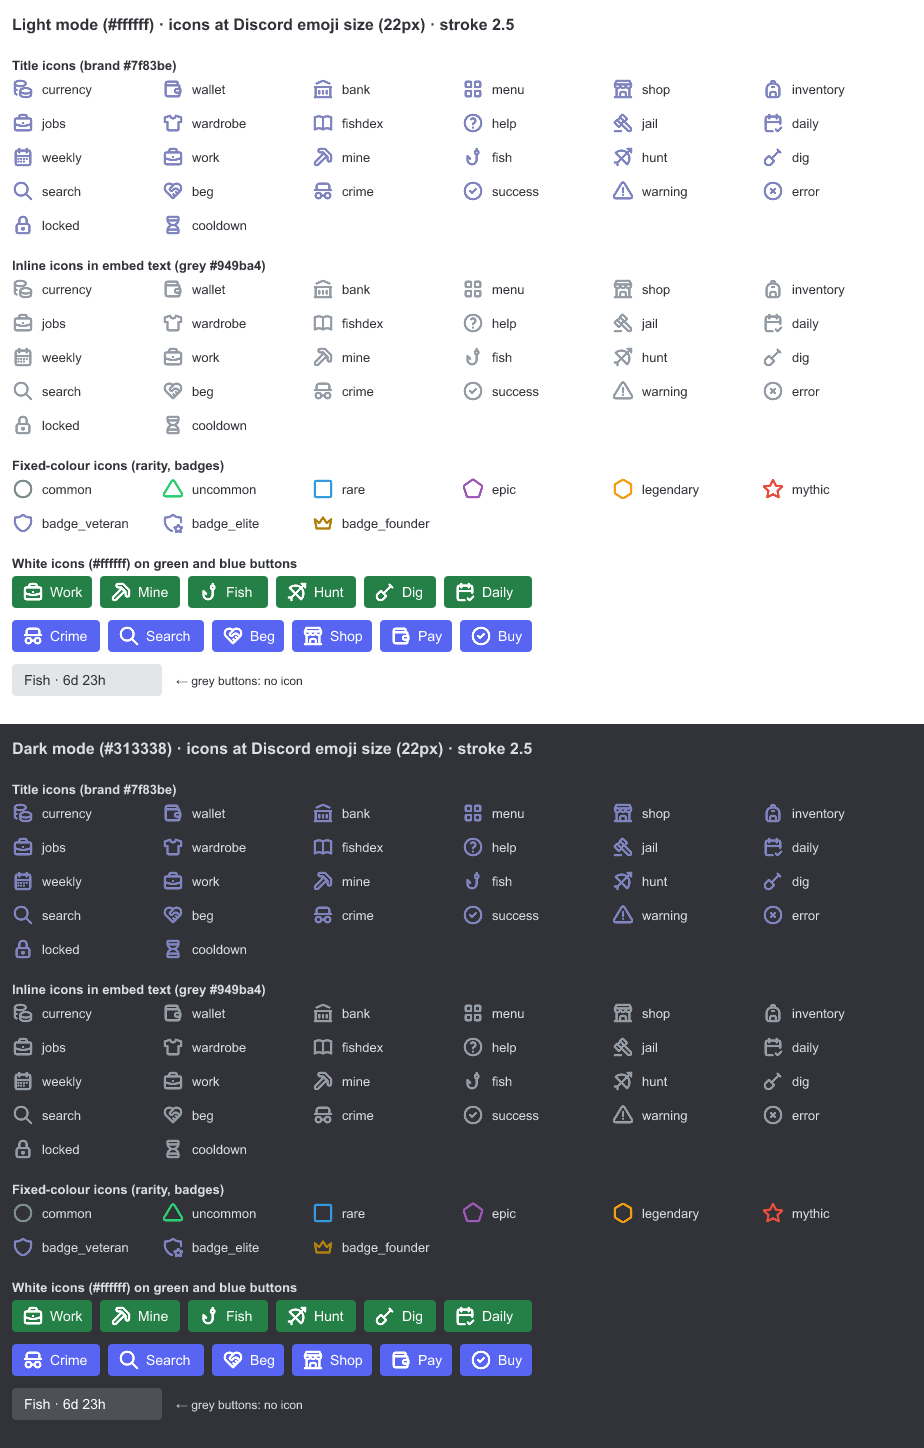 Light mode (#ffffff) · icons at Discord emoji size (22px) · stroke 2.5
Title icons (brand #7f83be)
currency wallet bank menu shop inventory
jobs wardrobe fishdex help jail daily
weekly work mine fish hunt dig
search beg crime success warning error
locked cooldown
Inline icons in embed text (grey #949ba4)
currency wallet bank menu shop inventory
jobs wardrobe fishdex help jail daily
weekly work mine fish hunt dig
search beg crime success warning error
locked cooldown
Fixed-colour icons (rarity, badges)
common uncommon rare epic legendary mythic
badge_veteran badge_elite badge_founder
White icons (#ffffff) on green and blue buttons
Work Mine Fish Hunt Dig Daily
Crime Search Beg Shop Pay Buy
Fish · 6d 23h ← grey buttons: no icon
Dark mode (#313338) · icons at Discord emoji size (22px) · stroke 2.5
Title icons (brand #7f83be)
currency wallet bank menu shop inventory
jobs wardrobe fishdex help jail daily
weekly work mine fish hunt dig
search beg crime success warning error
locked cooldown
Inline icons in embed text (grey #949ba4)
currency wallet bank menu shop inventory
jobs wardrobe fishdex help jail daily
weekly work mine fish hunt dig
search beg crime success warning error
locked cooldown
Fixed-colour icons (rarity, badges)
common uncommon rare epic legendary mythic
badge_veteran badge_elite badge_founder
White icons (#ffffff) on green and blue buttons
Work Mine Fish Hunt Dig Daily
Crime Search Beg Shop Pay Buy
Fish · 6d 23h ← grey buttons: no icon